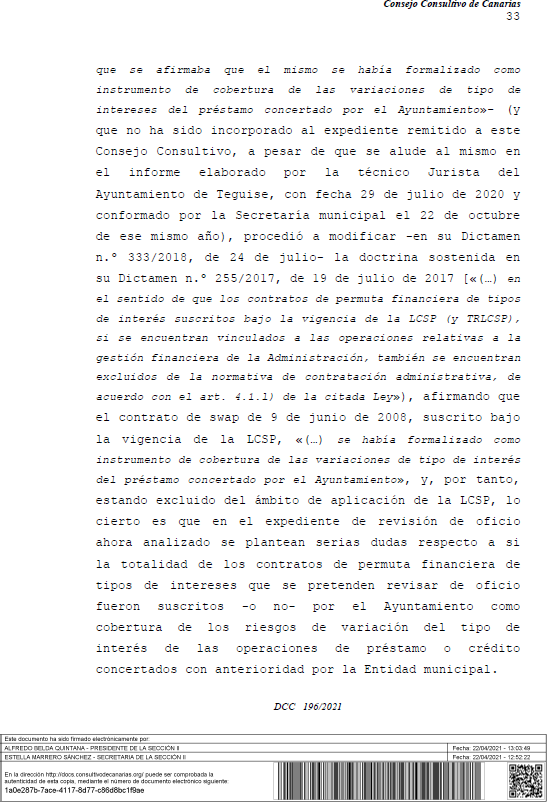 Consejo Consultivo de Canarias
33
que se afirmaba que el mismo se había formalizado como
instrumento de cobertura de las variaciones de tipo de
intereses del préstamo concertado por el Ayuntamiento»- (y
que no ha sido incorporado al expediente remitido a este
Consejo Consultivo, a pesar de que se alude al mismo en
el informe elaborado por la técnico Jurista del
Ayuntamiento de Teguise, con fecha 29 de julio de 2020 y
conformado por la Secretaría municipal el 22 de octubre
de ese mismo año), procedió a modificar -en su Dictamen
n.º 333/2018, de 24 de julio- la doctrina sostenida en
su Dictamen n.º 255/2017, de 19 de julio de 2017 [«(…) en
el sentido de que los contratos de permuta financiera de tipos
de interés suscritos bajo la vigencia de la LCSP (y TRLCSP),
si se encuentran vinculados a las operaciones relativas a la
gestión financiera de la Administración, también se encuentran
excluidos de la normativa de contratación administrativa, de
acuerdo con el art. 4.1.l) de la citada Ley»), afirmando que
el contrato de swap de 9 de junio de 2008, suscrito bajo
la vigencia de la LCSP, «(…) se había formalizado como
instrumento de cobertura de las variaciones de tipo de interés
del préstamo concertado por el Ayuntamiento», y, por tanto,
estando excluido del ámbito de aplicación de la LCSP, lo
cierto es que en el expediente de revisión de oficio
ahora analizado se plantean serias dudas respecto a si
la totalidad de los contratos de permuta financiera de
tipos de intereses que se pretenden revisar de oficio
fueron suscritos -o no- por el Ayuntamiento como
cobertura de los riesgos de variación del tipo de
interés de las operaciones de préstamo o crédito
concertados con anterioridad por la Entidad municipal.
DCC 196/2021
Este documento ha sido firmado electrónicamente por:
ALFREDO BELDA QUINTANA - PRESIDENTE DE LA SECCIÓN II Fecha: 22/04/2021 - 13:03:49
ESTELLA MARRERO SÁNCHEZ - SECRETARIA DE LA SECCIÓN II Fecha: 22/04/2021 - 12:52:22
En la dirección http://docs.consultivodecanarias.org/ puede ser comprobada la
autenticidad de esta copia, mediante el número de documento electrónico siguiente:
1a0e287b-7ace-4117-8d77-c86d8bc1f9ae